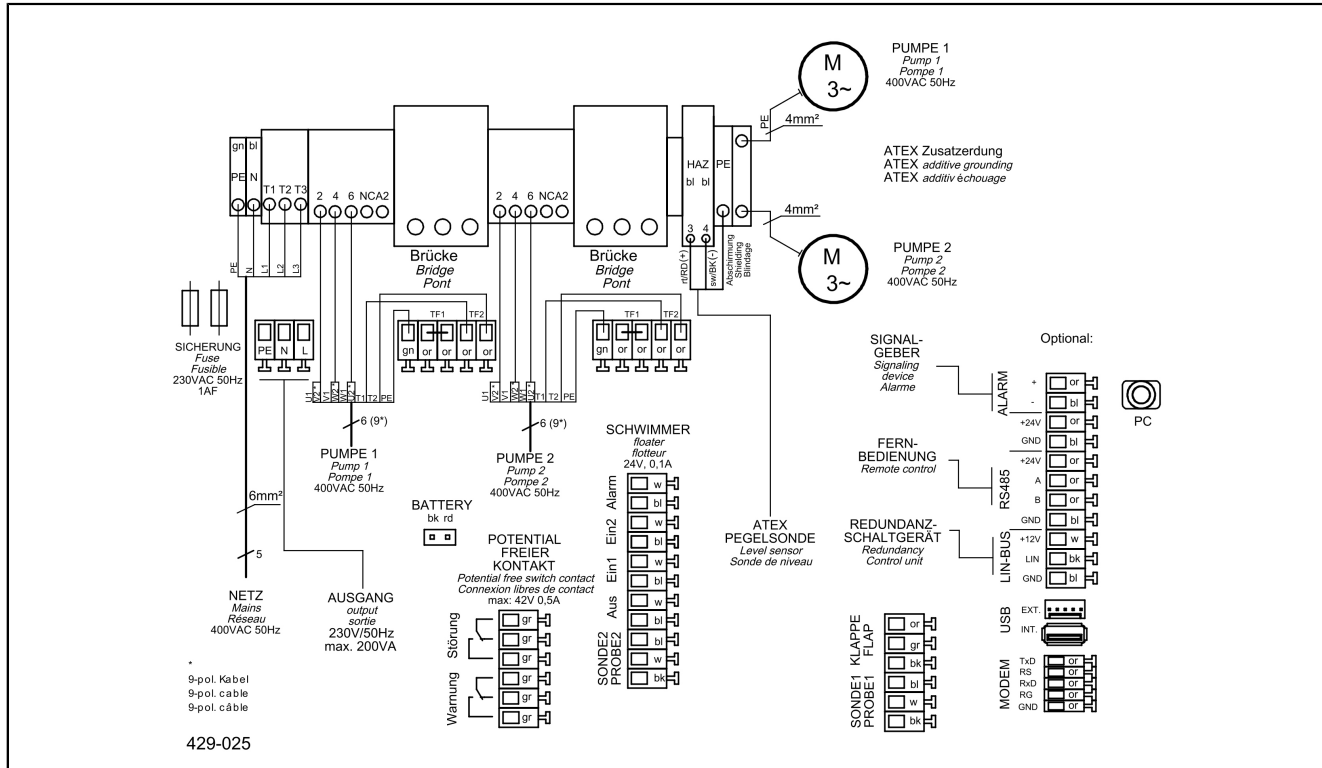 PUMPE 1
Pump 1
Pompe 1
400VAC 50Hz
M
3~
PE
4mm²
ATEX Zusatzerdung
ATEX additive grounding
ATEX additiv échouage
4mm²
PUMPE 2
Pump 2
Pompe 2
400VAC 50Hz
M
3~
gn bl
PE N
T1 T2 T3
2 4 6 NCA2
2 4 6 NCA2
HAZ
bl bl
3 4
PE
Brücke
Bridge
Pont
Brücke
Bridge
Pont
rt/RD(+)
sw/BK(-)
Abschirmung
Shielding
Blindage
PE
N
L1
L2
L3
SICHERUNG
Fuse
Fusible
230VAC 50Hz
1AF
PE N L
TF1 TF2
gn or or or or
TF1 TF2
gn or or or or
U1
V2*
V1
W2*
W1
U2*
T1 T2 PE
U1
V2*
V1
W2*
W1
U2*
T1 T2 PE
6 (9*)
6 (9*)
PUMPE 1
Pump 1
Pompe 1
400VAC 50Hz
PUMPE 2
Pump 2
Pompe 2
400VAC 50Hz
6mm²
5
NETZ
Mains
Réseau
400VAC 50Hz
AUSGANG
output
sortie
230V/50Hz
max. 200VA
BATTERY
bk rd
POTENTIAL
FREIER
KONTAKT
Potential free switch contact
Connexion libres de contact
max: 42V 0,5A
Störung
gr
gr
gr
Warnung
gr
gr
gr
SCHWIMMER
floater
flotteur
24V, 0,1A
Alarm
w
bl
Ein2
w
bl
Ein1
w
bl
Aus
w
bl
SONDE2
PROBE2
bl
w
bk
ATEX
PEGELSONDE
Level sensor
Sonde de niveau
SIGNAL-
GEBER
Signaling
device
Alarme
FERN-
BEDIENUNG
Remote control
REDUNDANZ-
SCHALTGERÄT
Redundancy
Control unit
Optional:
ALARM
+ or
- bl
+24V or
GND bl
RS485
+24V or
A or
B or
GND bl
LIN-BUS
+12V w
LIN bk
GND bl
PC
USB
EXT.
INT.
MODEM
TxD or
RS or
RxD or
RG or
GND or
KLAPPE
FLAP
or
gr
bk
SONDE1
PROBE1
bl
w
bk
*
9-pol. Kabel
9-pol. cable
9-pol. câble
429-025